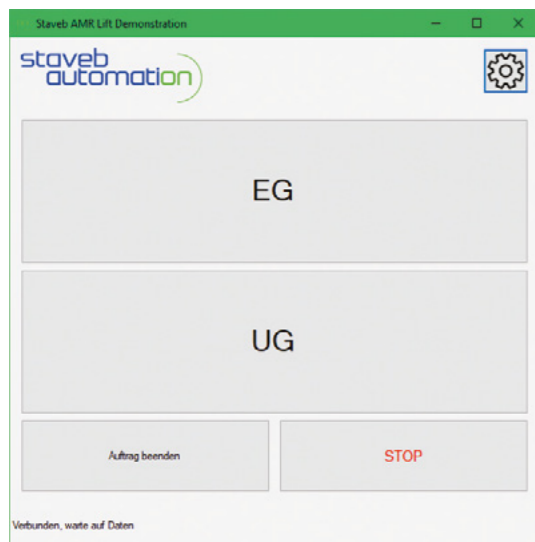 Staveb AMR Lift Demonstration
staveb
automation
EG
UG
Auftrag beenden
STOP
Verbunden, warte auf Daten